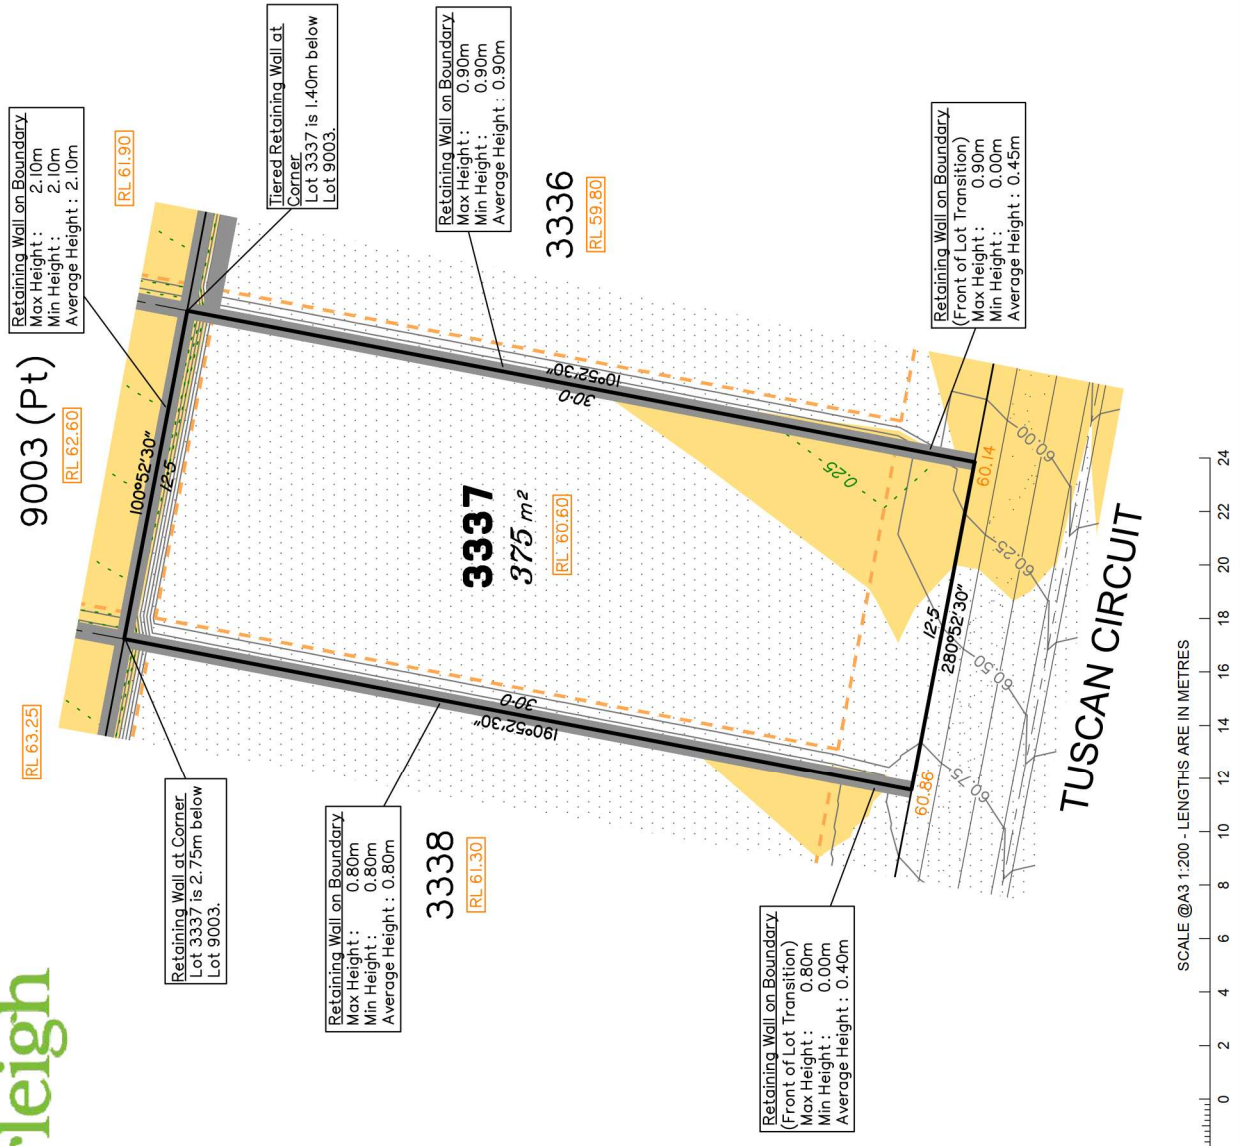 rleigh
9003 (Pt)
RL 62.60
RL 61.90
RL 63.25
Retaining Wall on Boundary
Max Height : 2.10m
Min Height : 2.10m
Average Height : 2.10m
Tiered Retaining Wall at
Corner
Lot 3337 is 1.40m below
Lot 9003.
Retaining Wall on Boundary
Max Height : 0.90m
Min Height : 0.90m
Average Height : 0.90m
3336
RL 59.80
Retaining Wall on Boundary
(Front of Lot Transition)
Max Height : 0.90m
Min Height : 0.00m
Average Height : 0.45m
100°52'30"
12·5
10°52'30"
30·0
3337
375 m²
RL 60.60
0.25
190°52'30"
30·0
Retaining Wall at Corner
Lot 3337 is 2.75m below
Lot 9003.
Retaining Wall on Boundary
Max Height : 0.80m
Min Height : 0.80m
Average Height : 0.80m
3338
RL 61.30
Retaining Wall on Boundary
(Front of Lot Transition)
Max Height : 0.80m
Min Height : 0.00m
Average Height : 0.40m
12·5
280°52'30"
60.14
60.86
60.00
60.25
60.50
60.75
TUSCAN CIRCUIT
SCALE @A3 1:200 - LENGTHS ARE IN METRES
0 2 4 6 8 10 12 14 16 18 20 22 24